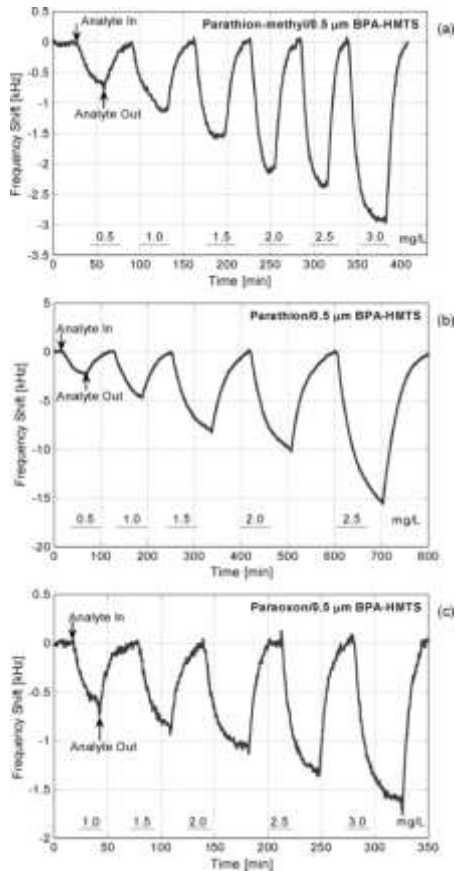 Parathion-methyl/0.5 µm BPA-HMTS
(a)
Analyte In
Analyte Out
Frequency Shift [kHz]
0.5
0
-0.5
-1
-1.5
-2
-2.5
-3
-3.5
0.5 1.0 1.5 2.0 2.5 3.0 mg/L
0 50 100 150 200 250 300 350 400
Time [min]
Parathion/0.5 µm BPA-HMTS
(b)
Analyte In
Analyte Out
Frequency Shift [kHz]
5
0
-5
-10
-15
-20
0.5 1.0 1.5 2.0 2.5 mg/L
0 100 200 300 400 500 600 700 800
Time [min]
Paraoxon/0.5 µm BPA-HMTS
(c)
Analyte In
Analyte Out
Frequency Shift [kHz]
0.5
0
-0.5
-1
-1.5
-2
1.0 1.5 2.0 2.5 3.0 mg/L
0 50 100 150 200 250 300 350
Time [min]